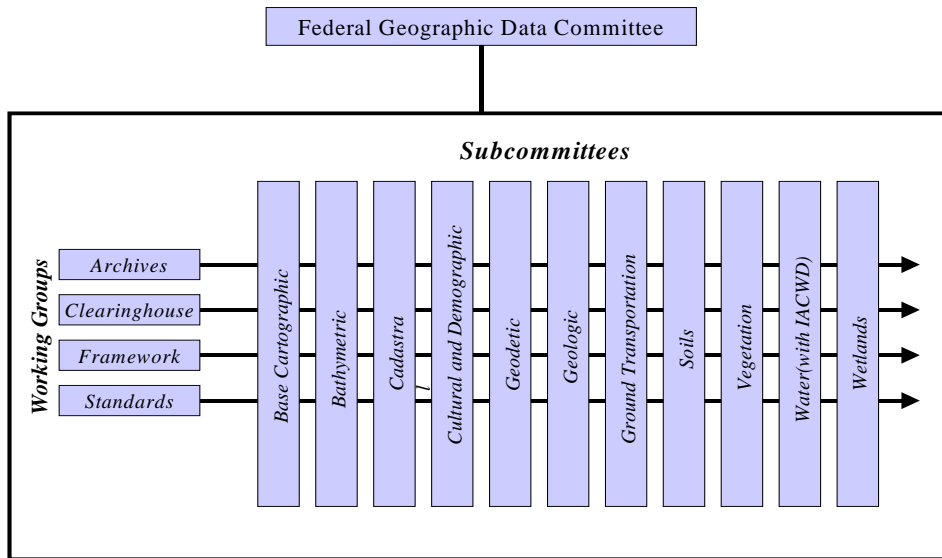 Federal Geographic Data Committee
Subcommittees
Working Groups
Archives
Clearinghouse
Framework
Standards
Base Cartographic
Bathymetric
Cadastra
l
Cultural and Demographic
Geodetic
Geologic
Ground Transportation
Soils
Vegetation
Water(with IACWD)
Wetlands